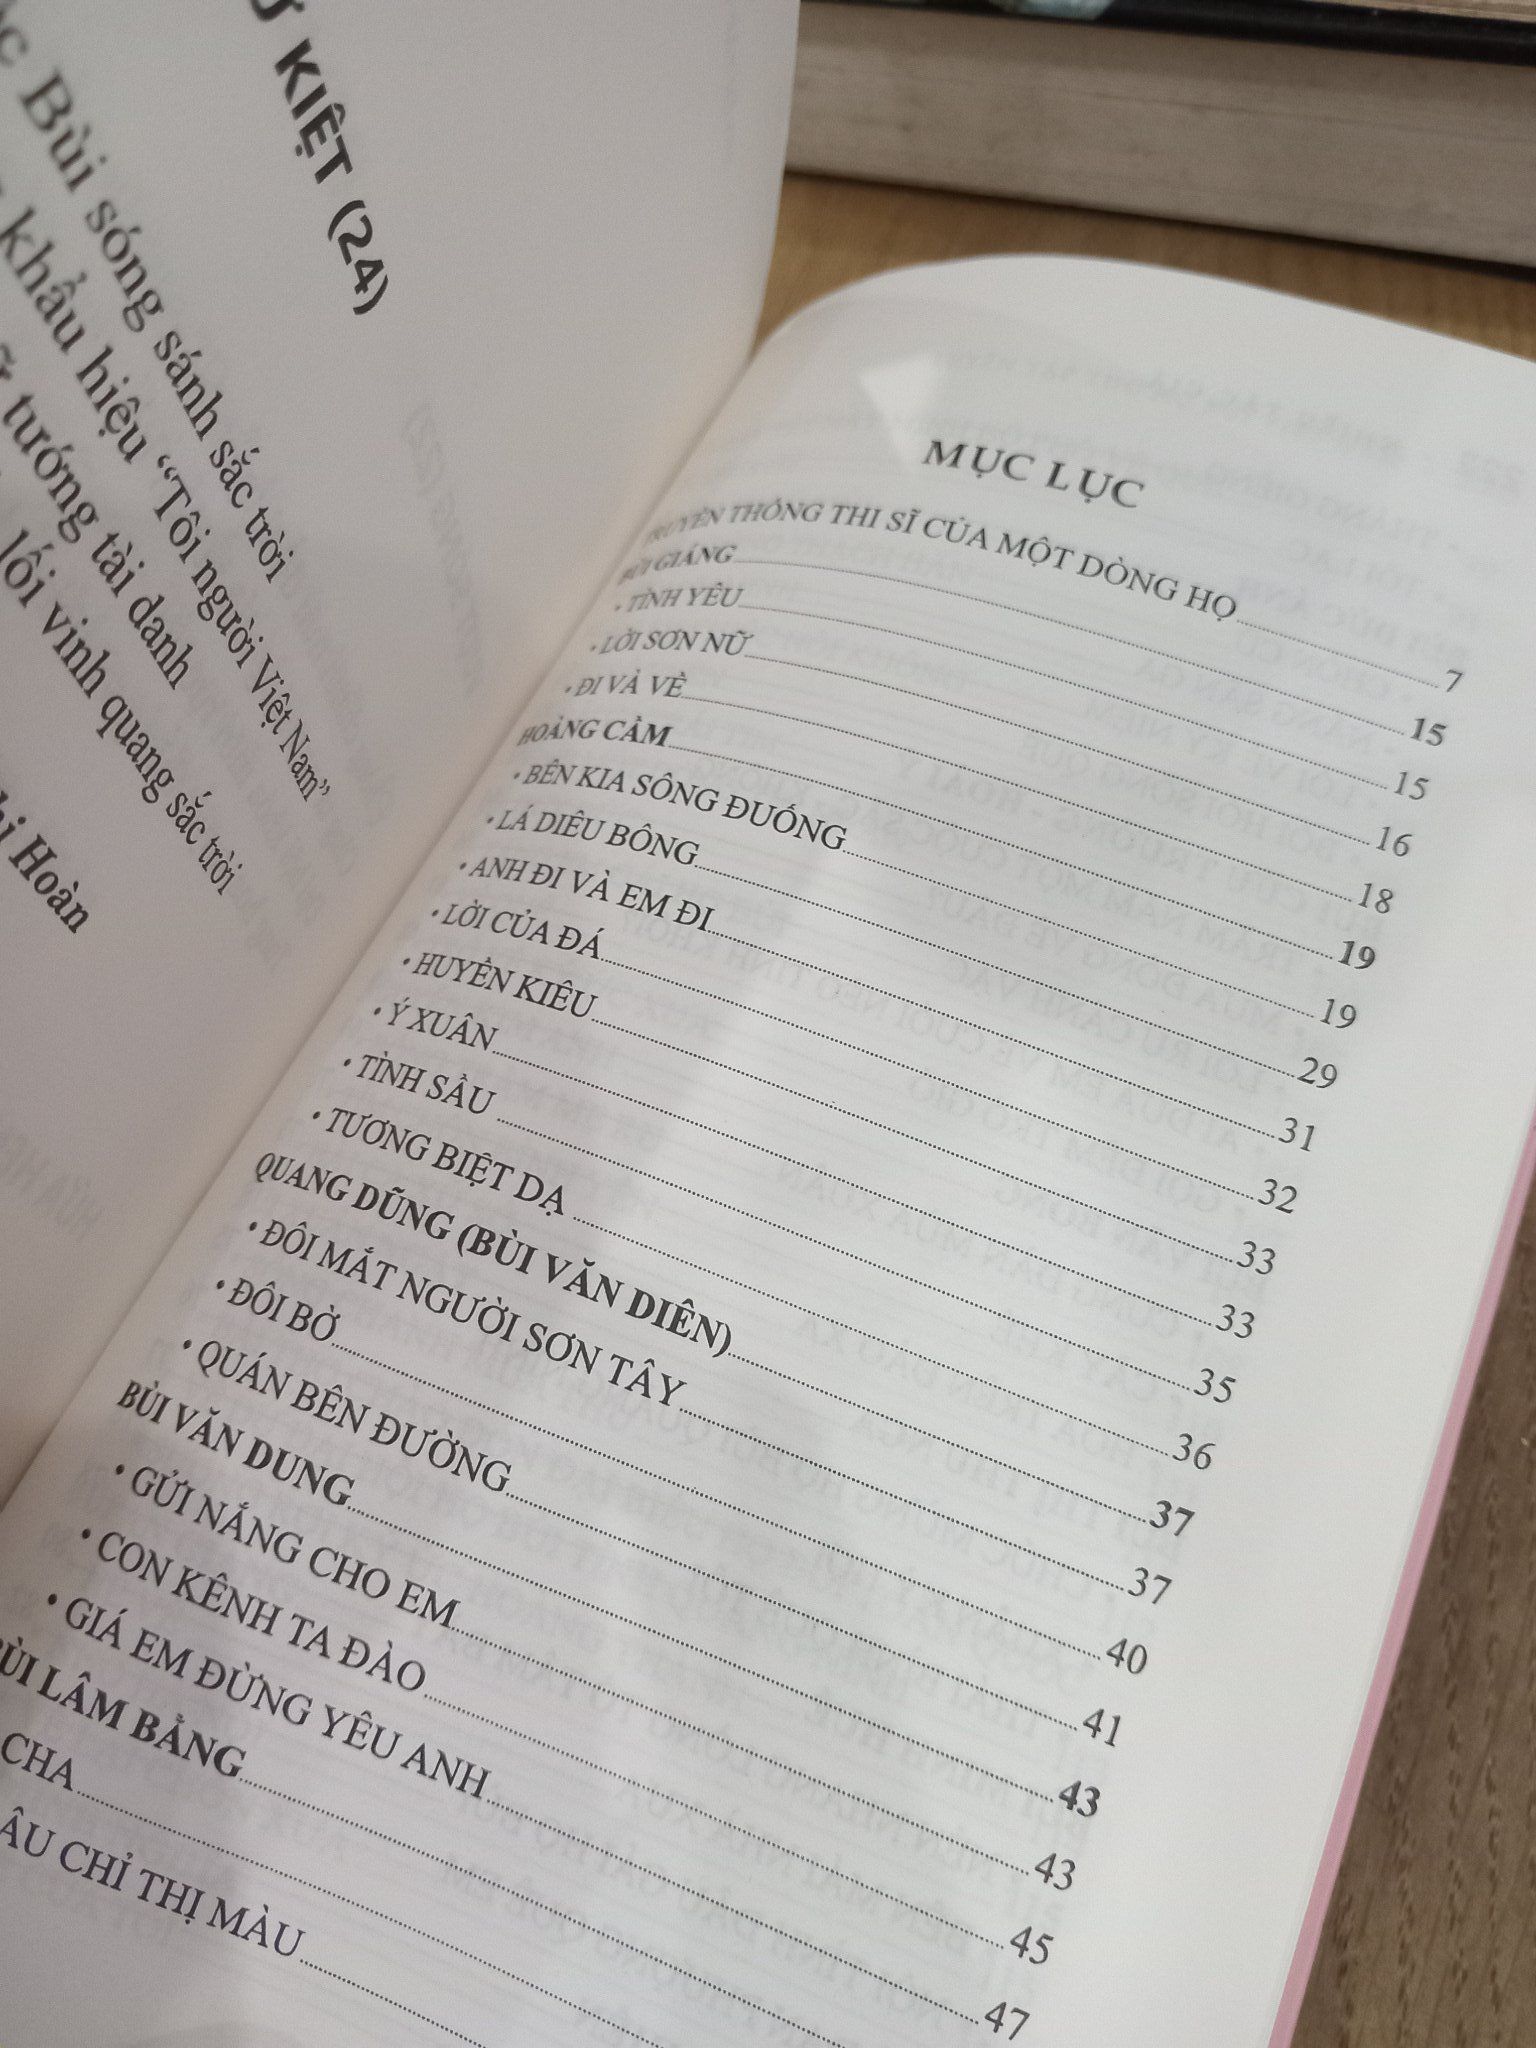 KIỆT (24)
Bùi sóng sánh sắc trời
khẩu hiệu “Tôi người Việt Nam”
tướng tài danh
lối vinh quang sắc trời
Hoàn
MỤC LỤC
TRUYỀN THỐNG THI SĨ CỦA MỘT DÒNG HỌ 7
BÙI GIÁNG 15
• TÌNH YÊU 15
• LỜI SƠN NỮ 16
• ĐI VÀ VỀ 18
HOÀNG CẦM 19
• BÊN KIA SÔNG ĐUỐNG 19
• LÁ DIÊU BÔNG 29
• ANH ĐI VÀ EM ĐI 31
• LỜI CỦA ĐÁ 32
• HUYỀN KIÊU 33
• Ý XUÂN 33
• TÌNH SẦU 35
• TƯƠNG BIỆT DẠ 36
QUANG DŨNG (BÙI VĂN DIÊN) 37
• ĐÔI MẮT NGƯỜI SƠN TÂY 37
• ĐÔI BỜ 40
• QUÁN BÊN ĐƯỜNG 41
BÙI VĂN DUNG 43
• GỬI NẮNG CHO EM 43
• CON KÊNH TA ĐÀO 45
• GIÁ EM ĐỪNG YÊU ANH 47
BÙI LÂM BẰNG
CHA
CHỈ THỊ MÀU